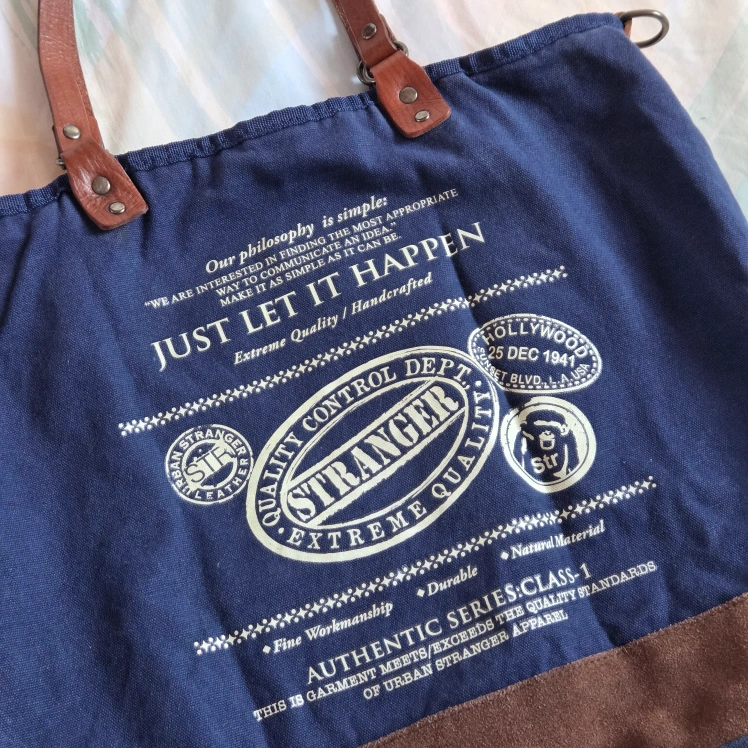 Our philosophy is simple:
"WE ARE INTERESTED IN FINDING THE MOST APPROPRIATE
WAY TO COMMUNICATE AN IDEA."
MAKE IT AS SIMPLE AS IT CAN BE.
JUST LET IT HAPPEN
Extreme Quality / Handcrafted
HOLLYWOOD
25 DEC 1941
SUNSET BLVD. L.A. USA
URBAN STRANGER
STR
LEATHER
QUALITY CONTROL DEPT.
STRANGER
EXTREME QUALITY
Str
Fine Workmanship
Durable
Natural Material
AUTHENTIC SERIES:CLASS-1
THIS IS GARMENT MEETS/EXCEEDS THE QUALITY STANDARDS
OF URBAN STRANGER APPAREL